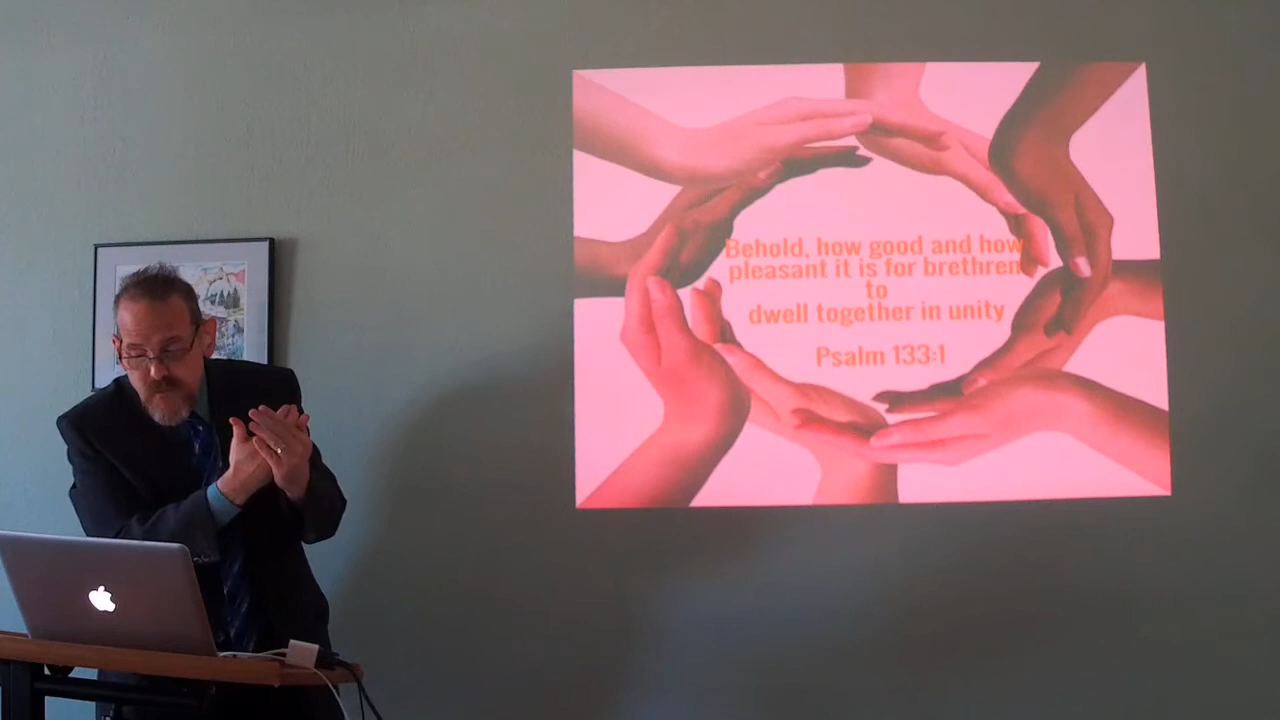 Behold, how good and how
pleasant it is for brethren
to
dwell together in unity
Psalm 133:1